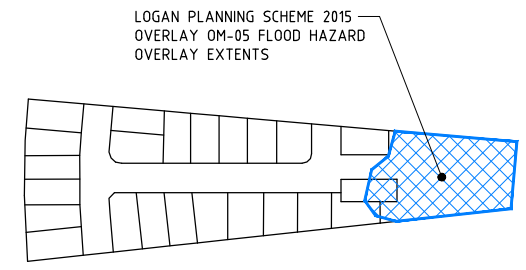 LOGAN PLANNING SCHEME 2015
OVERLAY OM-05 FLOOD HAZARD
OVERLAY EXTENTS